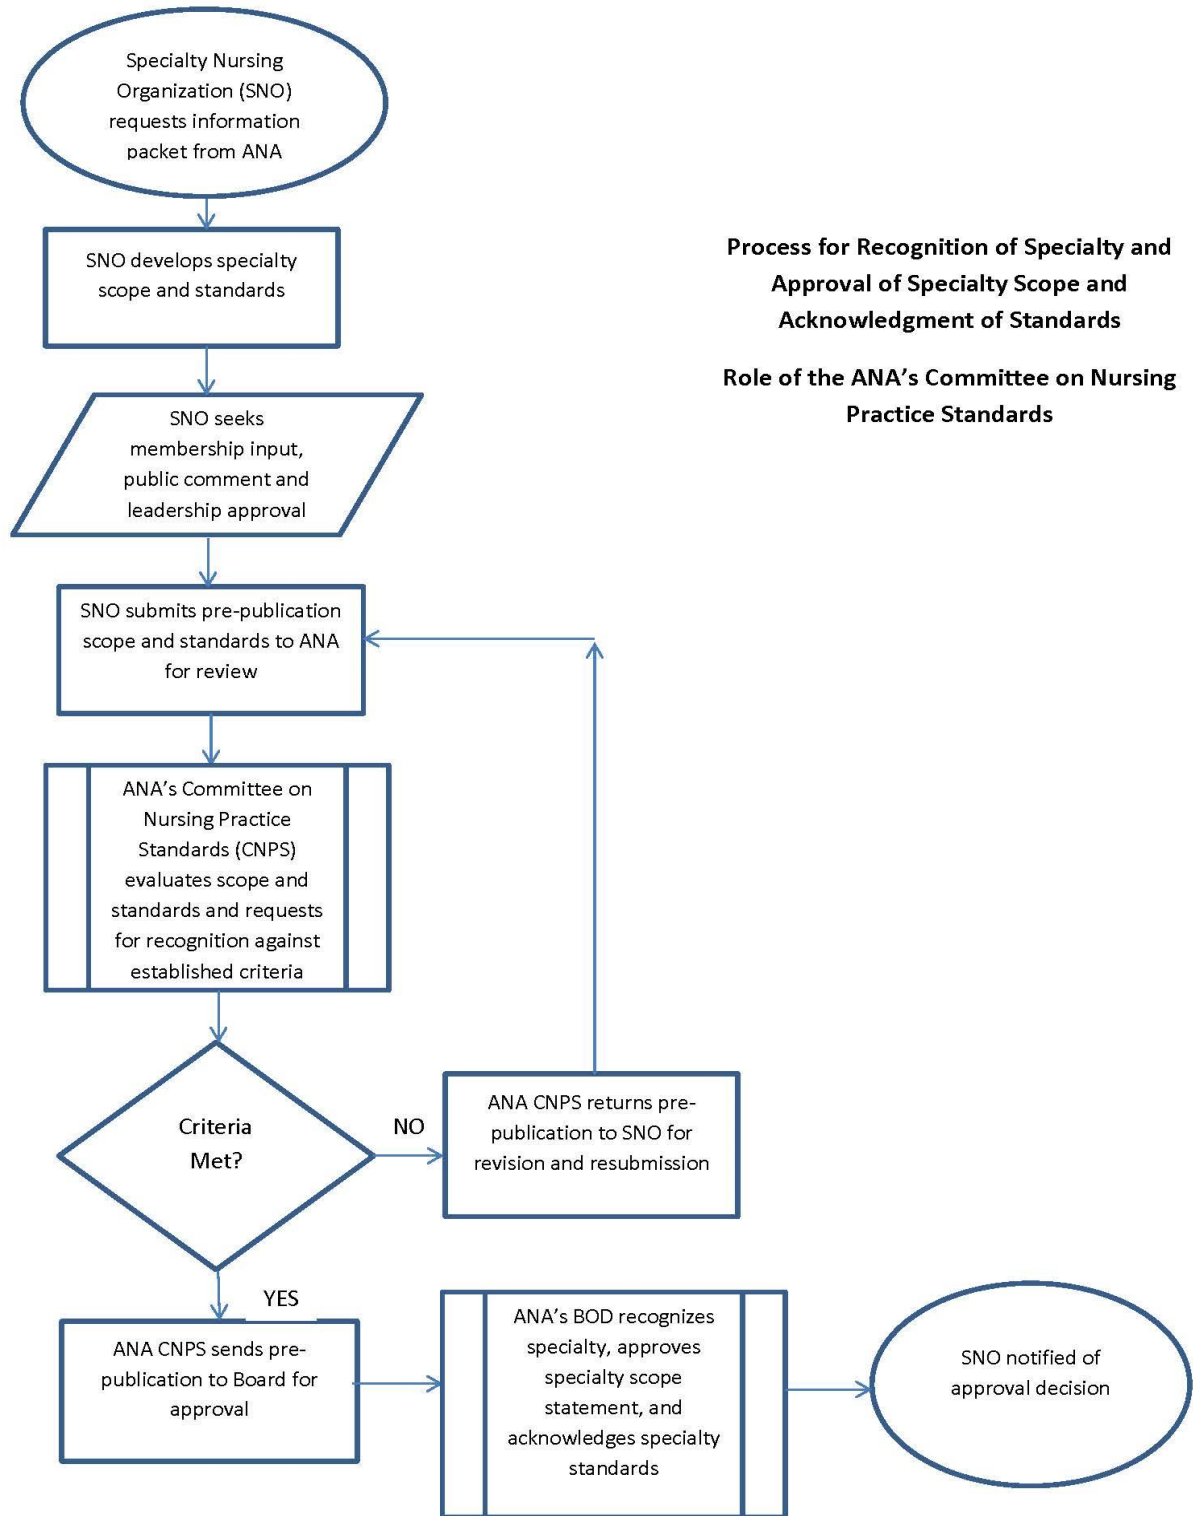 Specialty Nursing
Organization (SNO)
requests information
packet from ANA
SNO develops specialty
scope and standards
Process for Recognition of Specialty and
Approval of Specialty Scope and
Acknowledgment of Standards
Role of the ANA’s Committee on Nursing
Practice Standards
SNO seeks
membership input,
public comment and
leadership approval
SNO submits pre-publication
scope and standards to ANA
for review
ANA’s Committee on
Nursing Practice
Standards (CNPS)
evaluates scope and
standards and requests
for recognition against
established criteria
Criteria
Met?
NO
ANA CNPS returns pre-
publication to SNO for
revision and resubmission
YES
ANA CNPS sends pre-
publication to Board for
approval
ANA’s BOD recognizes
specialty, approves
specialty scope
statement, and
acknowledges specialty
standards
SNO notified of
approval decision